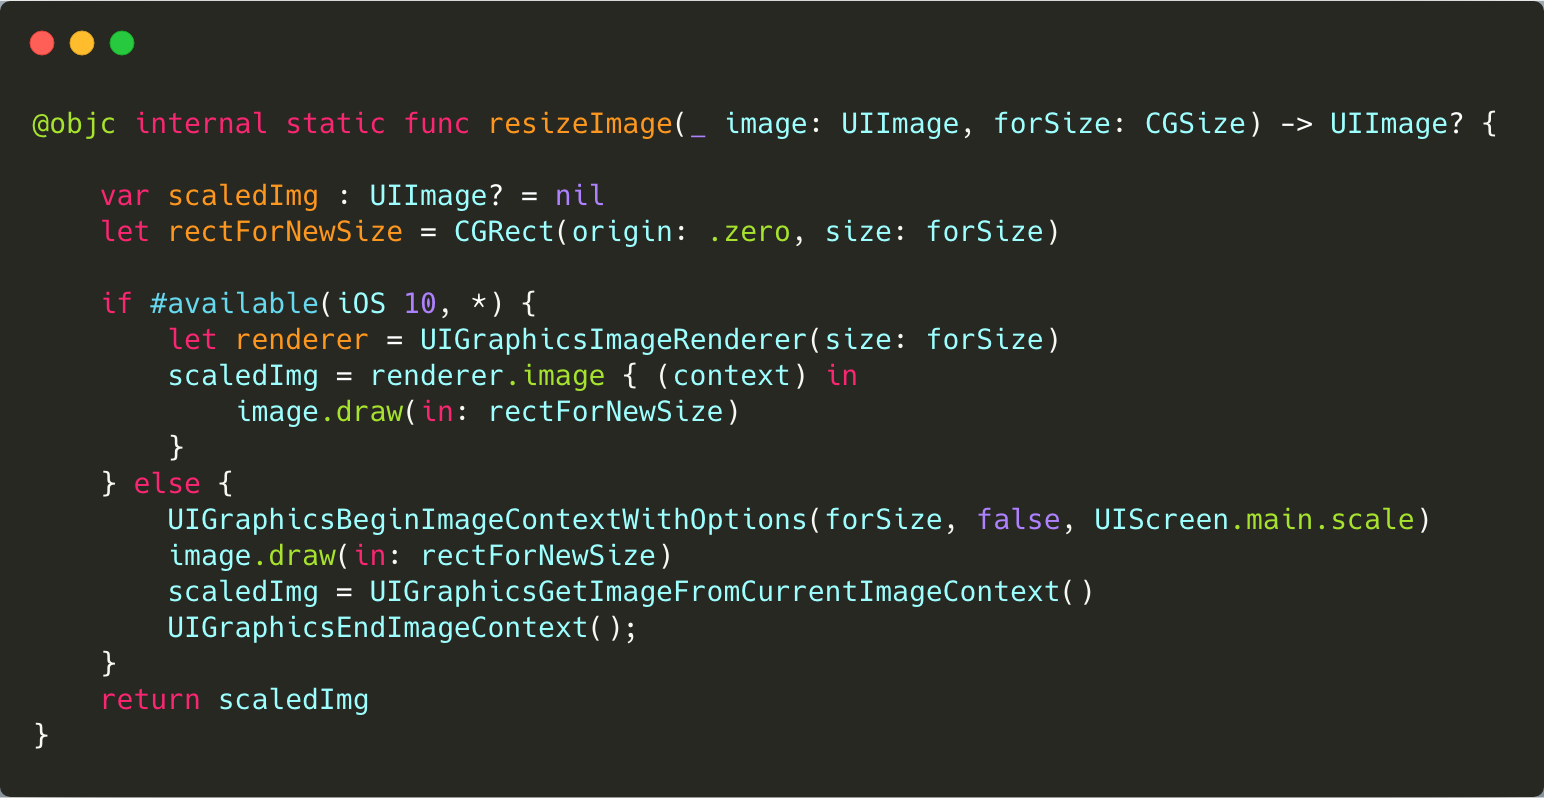 @objc internal static func resizeImage(_ image: UIImage, forSize: CGSize) -> UIImage? {
    var scaledImg : UIImage? = nil
    let rectForNewSize = CGRect(origin: .zero, size: forSize)
    if #available(iOS 10, *) {
        let renderer = UIGraphicsImageRenderer(size: forSize)
        scaledImg = renderer.image { (context) in
            image.draw(in: rectForNewSize)
        }
    } else {
        UIGraphicsBeginImageContextWithOptions(forSize, false, UIScreen.main.scale)
        image.draw(in: rectForNewSize)
        scaledImg = UIGraphicsGetImageFromCurrentImageContext()
        UIGraphicsEndImageContext();
    }
    return scaledImg
}